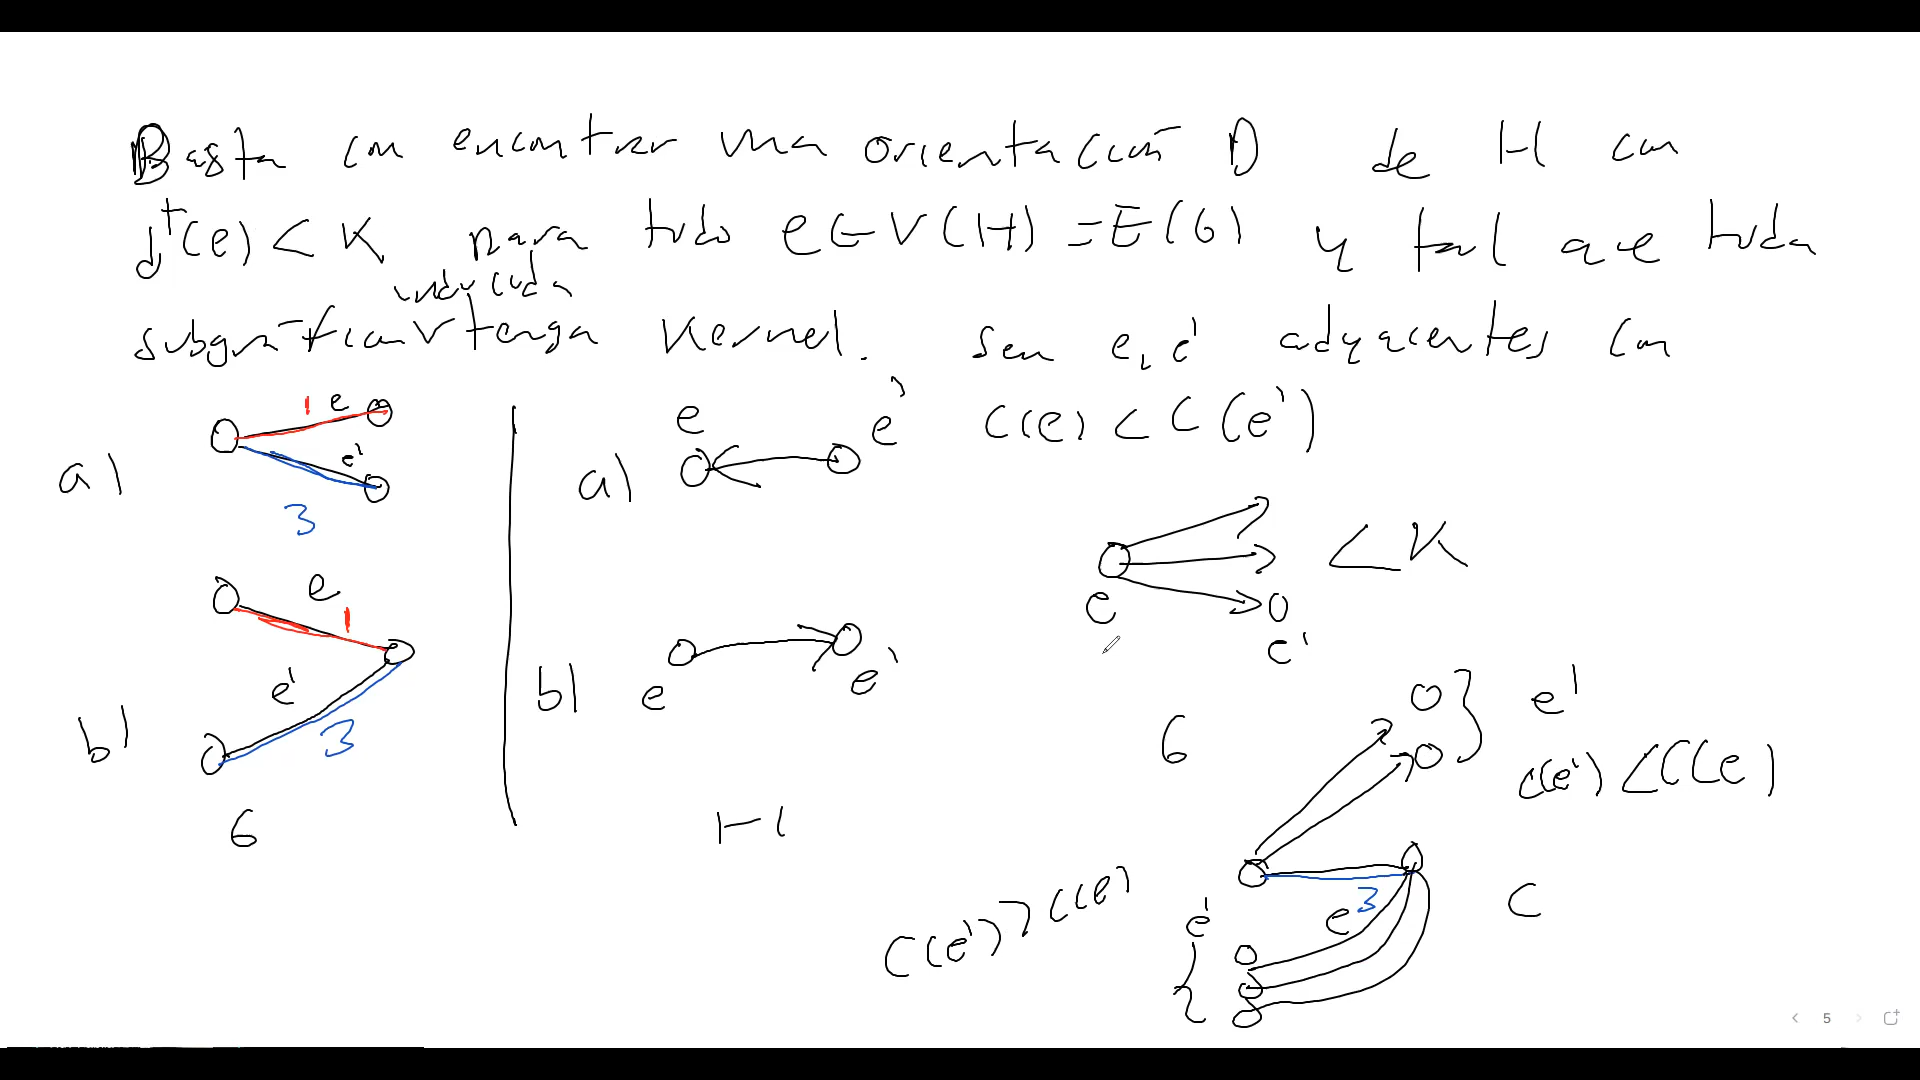 Basta con encontrar una orientación D de H con
d⁺(e) < K para todo e ∈ V(H) = E(G) y tal que toda
inducida
subgráfica ∨ tenga Kernel. Sean e, e' adyacentes con
c(e) < c(e')
a) 1 e e' 3
a) e e'
e e' < K
b) e 1 e' 3
b) e e'
G
H
G
e'
c(e') < c(e)
e 3
c
c(e') > c(e)
e'
5